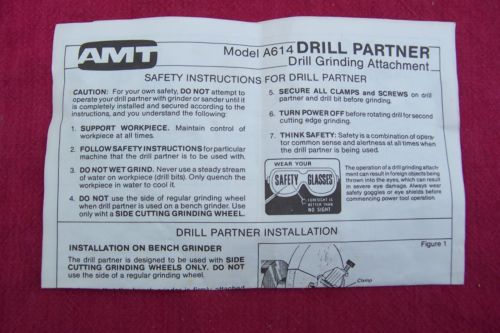 AMT
Model A614 DRILL PARTNER
Drill Grinding Attachment
SAFETY INSTRUCTIONS FOR DRILL PARTNER
CAUTION: For your own safety, DO NOT attempt to
operate your drill partner with grinder or sander until it
is completely installed and secured according to the
instructions, and you understand the following:
1. SUPPORT WORKPIECE. Maintain control of
workpiece at all times.
2. FOLLOW SAFETY INSTRUCTIONS for particular
machine that the drill partner is to be used with.
3. DO NOT WET GRIND. Never use a steady stream
of water on workpiece (drill bits). Only quench the
workpiece in water to cool it.
4. DO NOT use the side of regular grinding wheel
when drill partner is used on a bench grinder. Use
only wiht a SIDE CUTTING GRINDING WHEEL.
5. SECURE ALL CLAMPS and SCREWS on drill
partner and drill bit before grinding.
6. TURN POWER OFF before rotating drill for second
cutting edge grinding.
7. THINK SAFETY: Safety is a combination of opera-
tor common sense and alertness at all times when
the drill partner is being used.
WEAR YOUR
SAFETY GLASSES
FORESIGHT IS
BETTER THAN
NO SIGHT
The operation of a drill grinding attach-
ment can result in foreign objects being
thrown into the eyes, which can result
in severe eye damage. Always wear
safety goggles or eye shields before
commencing power tool operation.
DRILL PARTNER INSTALLATION
INSTALLATION ON BENCH GRINDER
The drill partner is designed to be used with SIDE
CUTTING GRINDING WHEELS ONLY. DO NOT
use the side of a regular grinding wheel.
grinder is firmly attached
Figure 1
Clamp